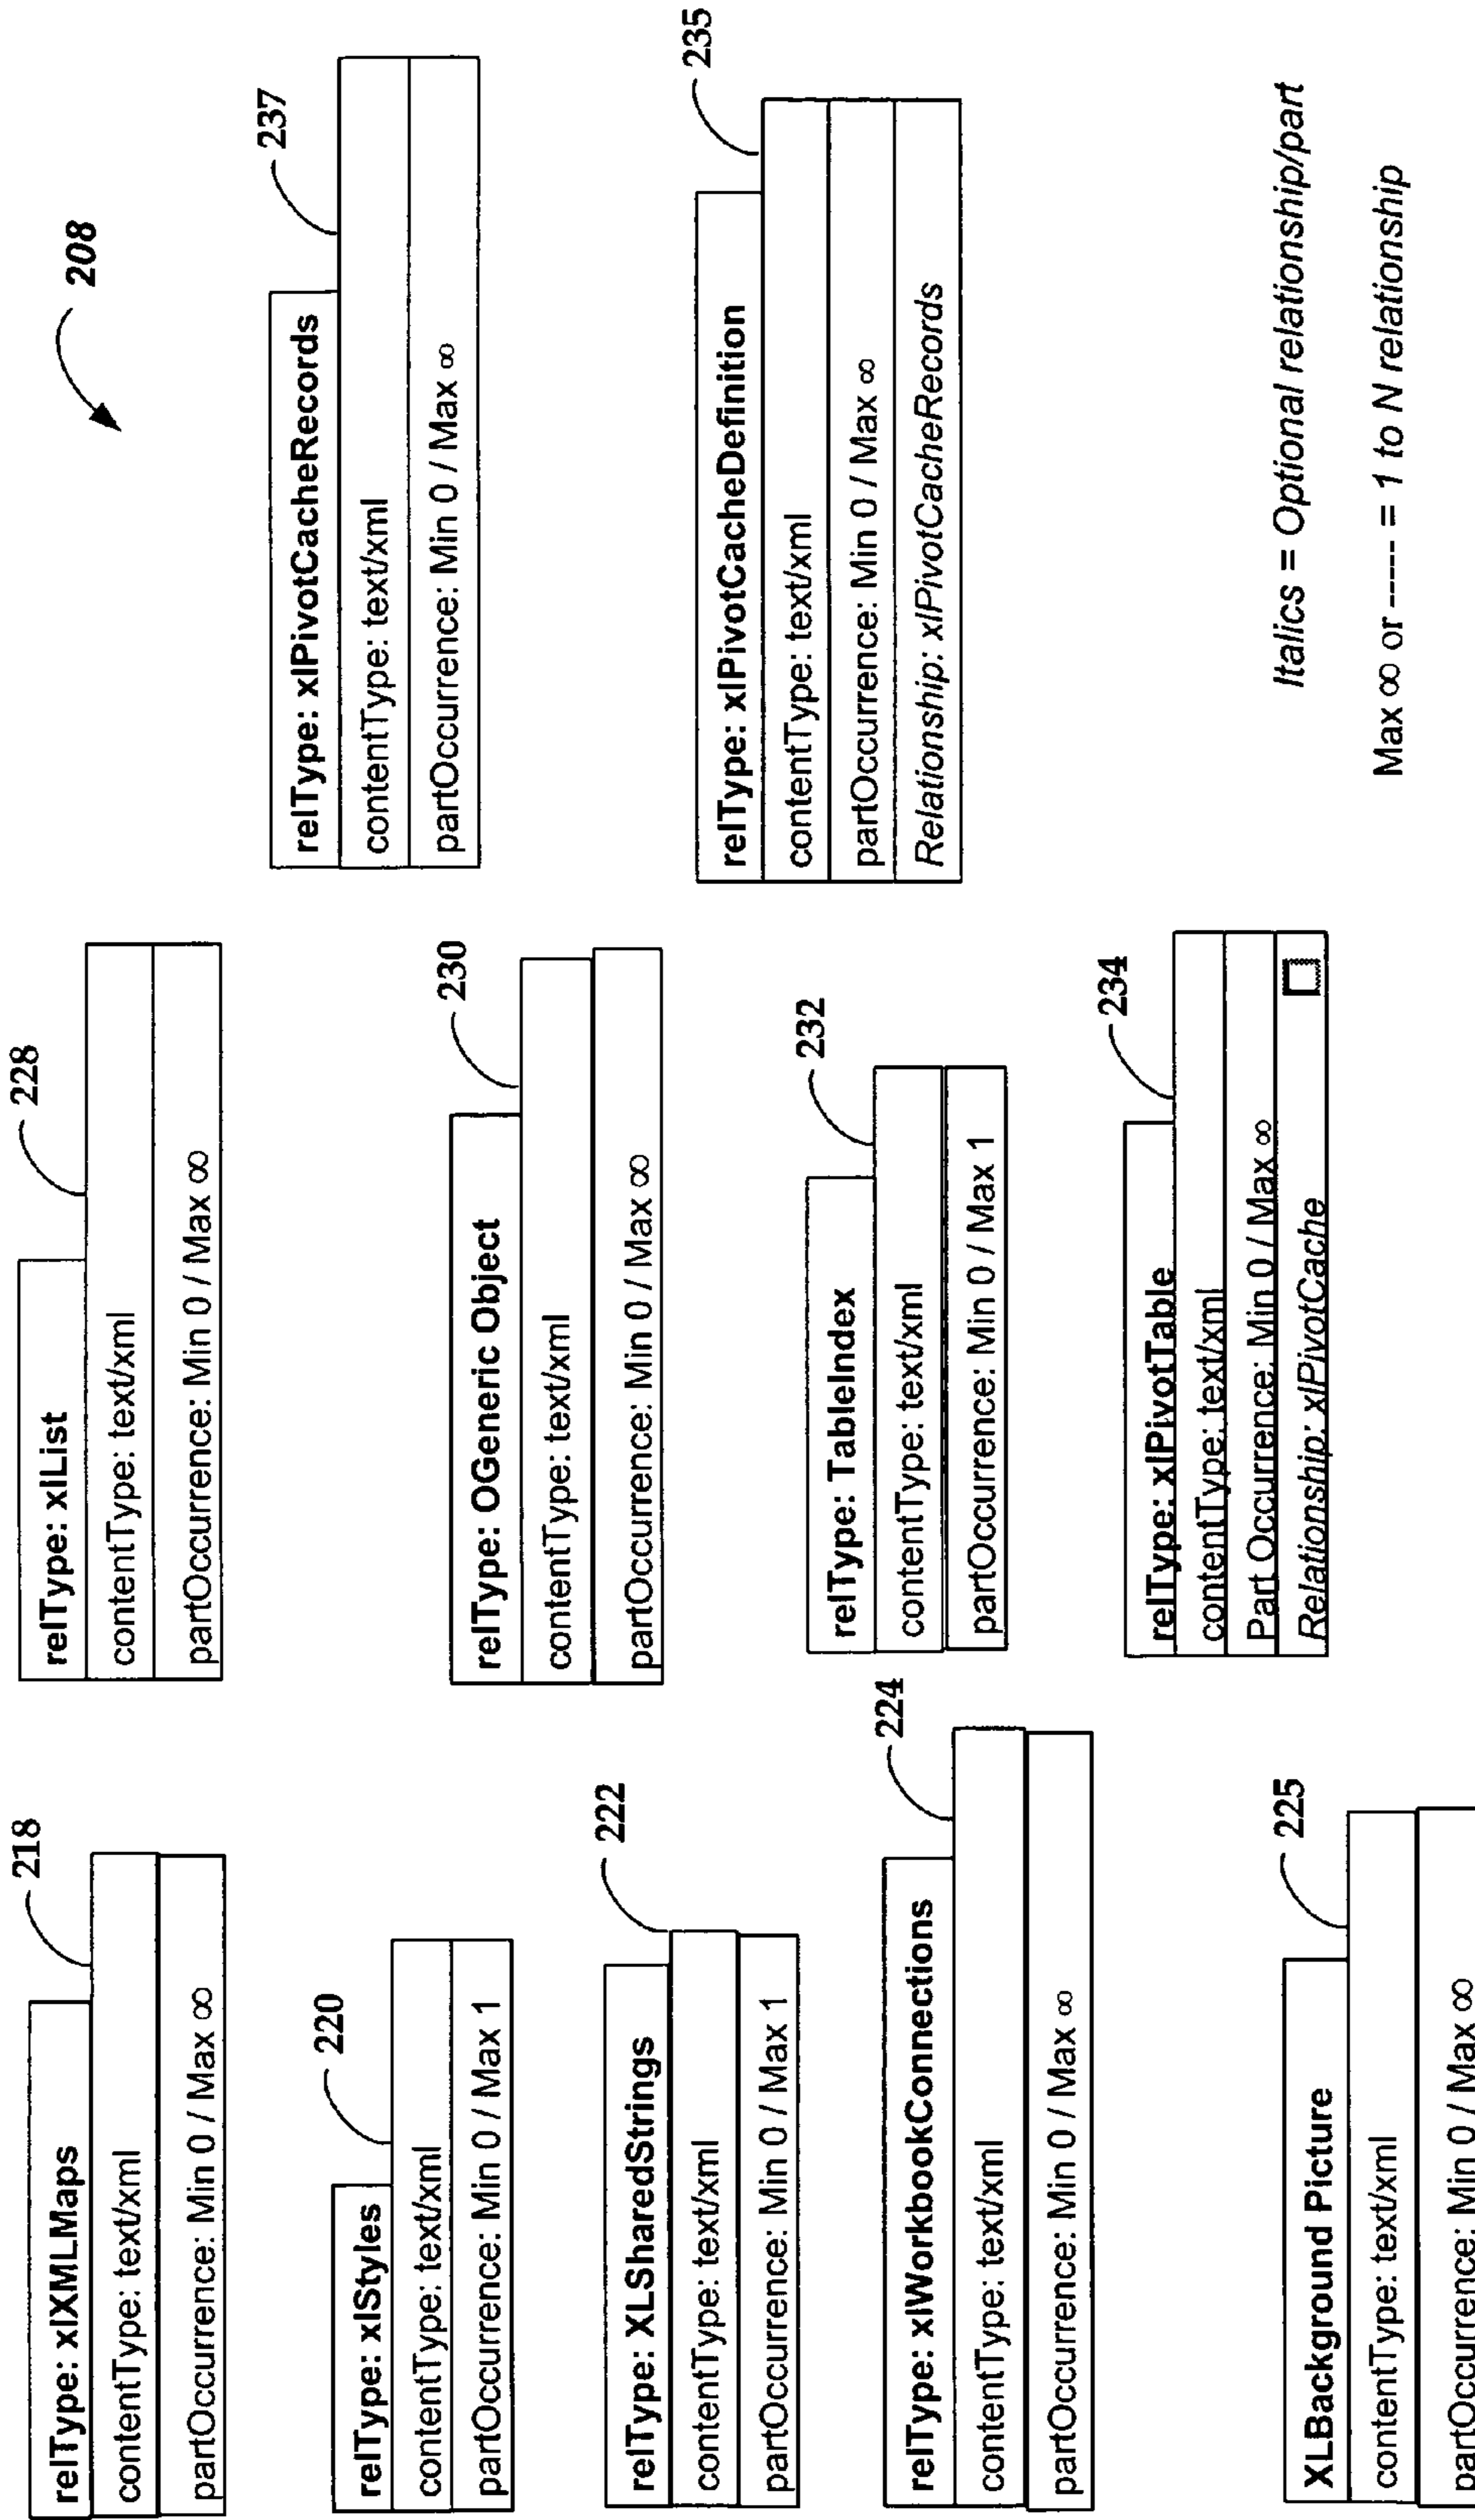 208
218
relType: xlXMLMaps
contentType: text/xml
partOccurrence: Min 0 / Max ∞
220
relType: xlStyles
contentType: text/xml
partOccurrence: Min 0 / Max 1
222
relType: XLSharedStrings
contentType: text/xml
partOccurrence: Min 0 / Max 1
224
relType: xlWorkbookConnections
contentType: text/xml
partOccurrence: Min 0 / Max ∞
225
XLBackground Picture
contentType: text/xml
partOccurrence: Min 0 / Max ∞
228
relType: xlList
contentType: text/xml
partOccurrence: Min 0 / Max ∞
230
relType: OGeneric Object
contentType: text/xml
partOccurrence: Min 0 / Max ∞
232
relType: TableIndex
contentType: text/xml
partOccurrence: Min 0 / Max 1
234
relType: xlPivotTable
contentType: text/xml
Part Occurrence: Min 0 / Max ∞
Relationship: xlPivotCache
237
relType: xlPivotCacheRecords
contentType: text/xml
partOccurrence: Min 0 / Max ∞
235
relType: xlPivotCacheDefinition
contentType: text/xml
partOccurrence: Min 0 / Max ∞
Relationship: xlPivotCacheRecords
Italics = Optional relationship/part
Max ∞ or ----- = 1 to N relationship